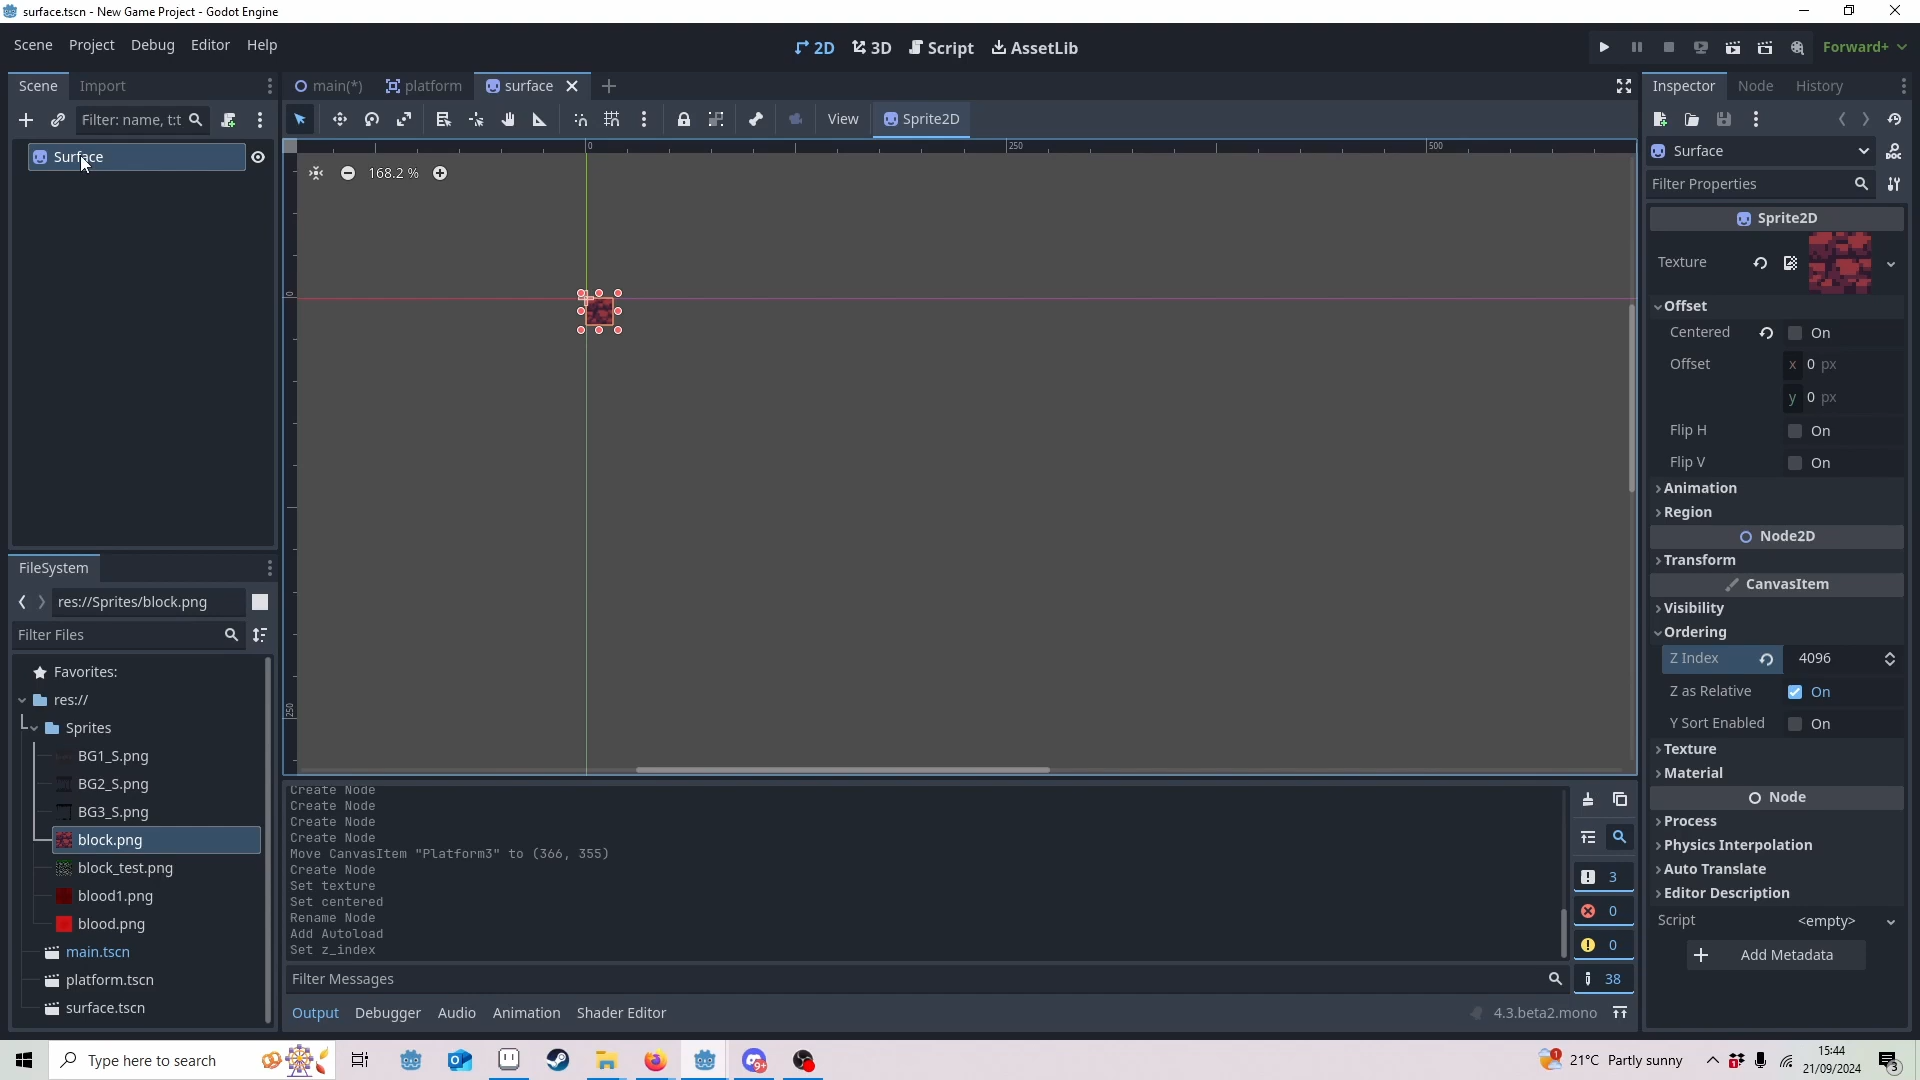 surface.tscn - New Game Project - Godot Engine
Scene Project Debug Editor Help
2D 3D Script AssetLib
Forward+
Scene Import
main(*) platform surface
Inspector Node History
Filter: name, t:t
View Sprite2D
Surface
0 250 500
168.2 %
0
250
Surface
Filter Properties
Sprite2D
Texture
Offset
Centered On
Offset x 0 px
y 0 px
Flip H On
Flip V On
Animation
Region
Node2D
Transform
CanvasItem
Visibility
Ordering
Z Index 4096
Z as Relative On
Y Sort Enabled On
Texture
Material
Node
Process
Physics Interpolation
Auto Translate
Editor Description
Script <empty>
Add Metadata
FileSystem
res://Sprites/block.png
Filter Files
Favorites:
res://
Sprites
BG1_S.png
BG2_S.png
BG3_S.png
block.png
block_test.png
blood1.png
blood.png
main.tscn
platform.tscn
surface.tscn
Create Node
Create Node
Create Node
Create Node
Move CanvasItem "Platform3" to (366, 355)
Create Node
Set texture
Set centered
Rename Node
Add Autoload
Set z_index
3
0
0
38
Filter Messages
Output Debugger Audio Animation Shader Editor
4.3.beta2.mono
Type here to search
9+
1
21°C Partly sunny
15:44
21/09/2024
3